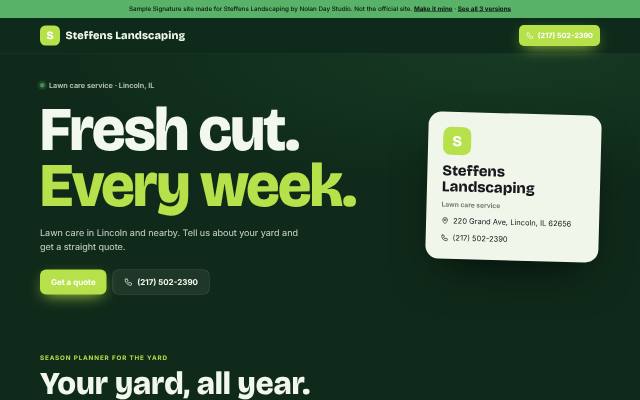 Sample Signature site made for Steffens Landscaping by Nolan Day Studio. Not the official site. Make it mine · See all 3 versions
S Steffens Landscaping
(217) 502-2390
Lawn care service · Lincoln, IL
Fresh cut.
Every week.
Lawn care in Lincoln and nearby. Tell us about your yard and
get a straight quote.
Get a quote
(217) 502-2390
S
Steffens
Landscaping
Lawn care service
220 Grand Ave, Lincoln, IL 62656
(217) 502-2390
SEASON PLANNER FOR THE YARD
Your yard, all year.